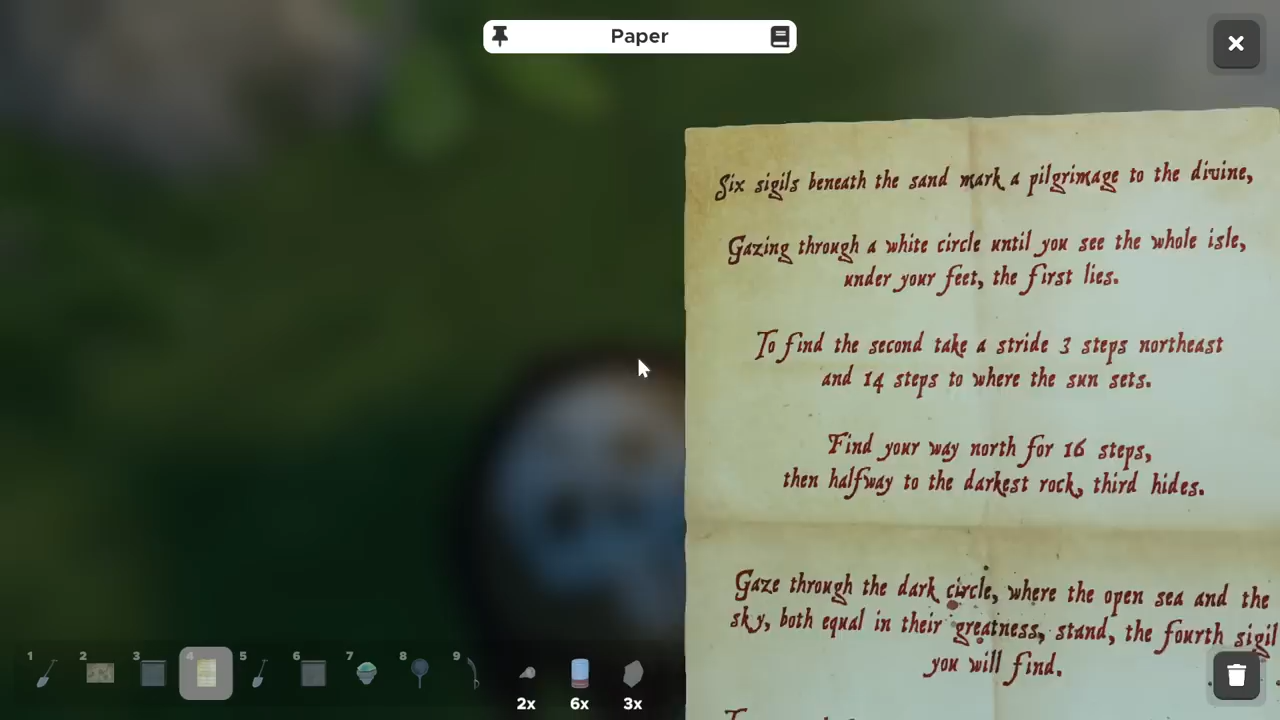 Paper
Six sigils beneath the sand mark a pilgrimage to the divine,
Gazing through a white circle until you see the whole isle,
under your feet, the first lies.
To find the second take a stride 3 steps northeast
and 14 steps to where the sun sets.
Find your way north for 16 steps,
then halfway to the darkest rock, third hides.
Gaze through the dark circle, where the open sea and the
sky, both equal in their greatness, stand, the fourth sigil
you will find.
1 2 3 4 5 6 7 8 9
2x 6x 3x